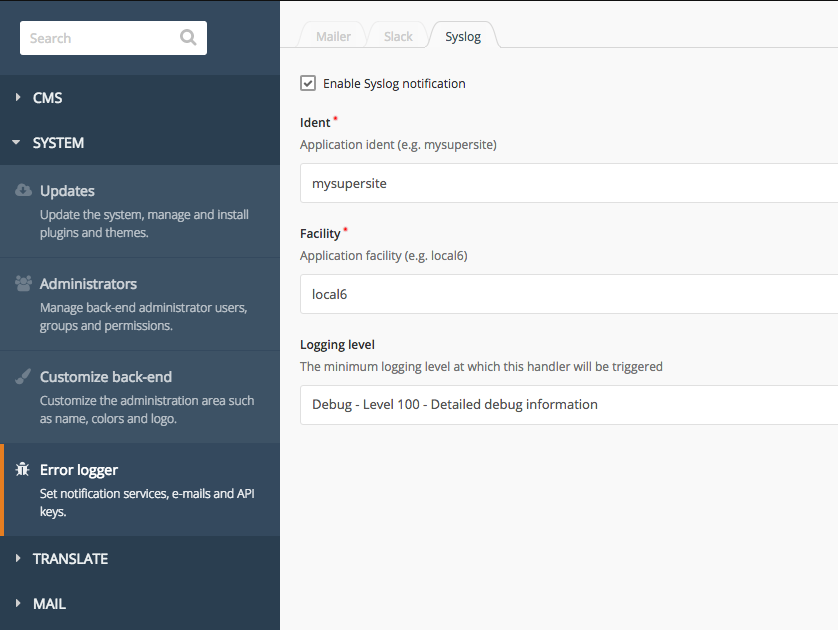 Search
CMS
SYSTEM
Updates
Update the system, manage and install
plugins and themes.
Administrators
Manage back-end administrator users,
groups and permissions.
Customize back-end
Customize the administration area such
as name, colors and logo.
Error logger
Set notification services, e-mails and API
keys.
TRANSLATE
MAIL
Mailer Slack Syslog
Enable Syslog notification
Ident *
Application ident (e.g. mysupersite)
mysupersite
Facility *
Application facility (e.g. local6)
local6
Logging level
The minimum logging level at which this handler will be triggered
Debug - Level 100 - Detailed debug information